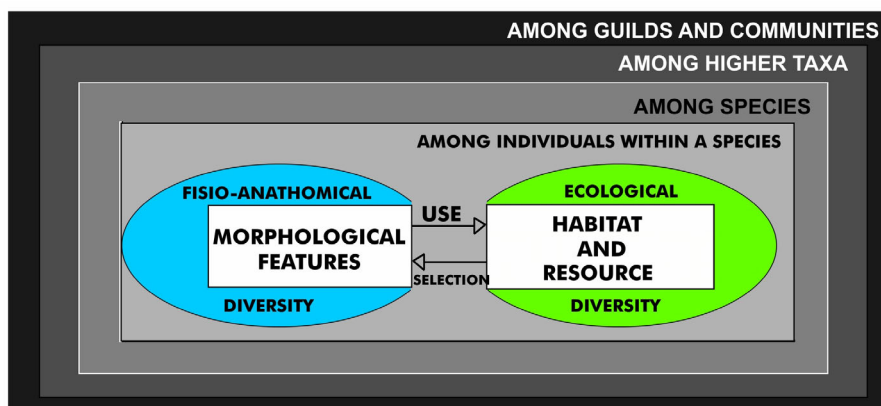 AMONG GUILDS AND COMMUNITIES
AMONG HIGHER TAXA
AMONG SPECIES
AMONG INDIVIDUALS WITHIN A SPECIES
FISIO-ANATHOMICAL
MORPHOLOGICAL
FEATURES
DIVERSITY
USE
SELECTION
ECOLOGICAL
HABITAT
AND
RESOURCE
DIVERSITY